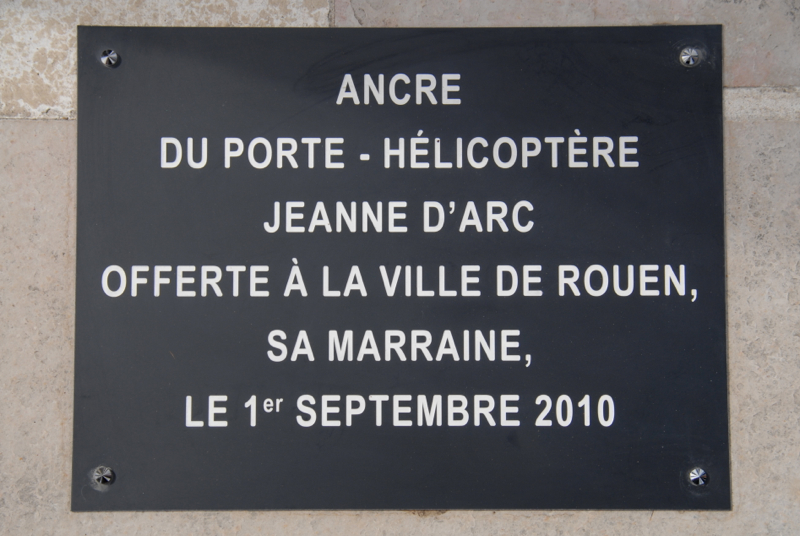 ANCRE
DU PORTE - HÉLICOPTÈRE
JEANNE D'ARC
OFFERTE À LA VILLE DE ROUEN,
SA MARRAINE,
LE 1er SEPTEMBRE 2010